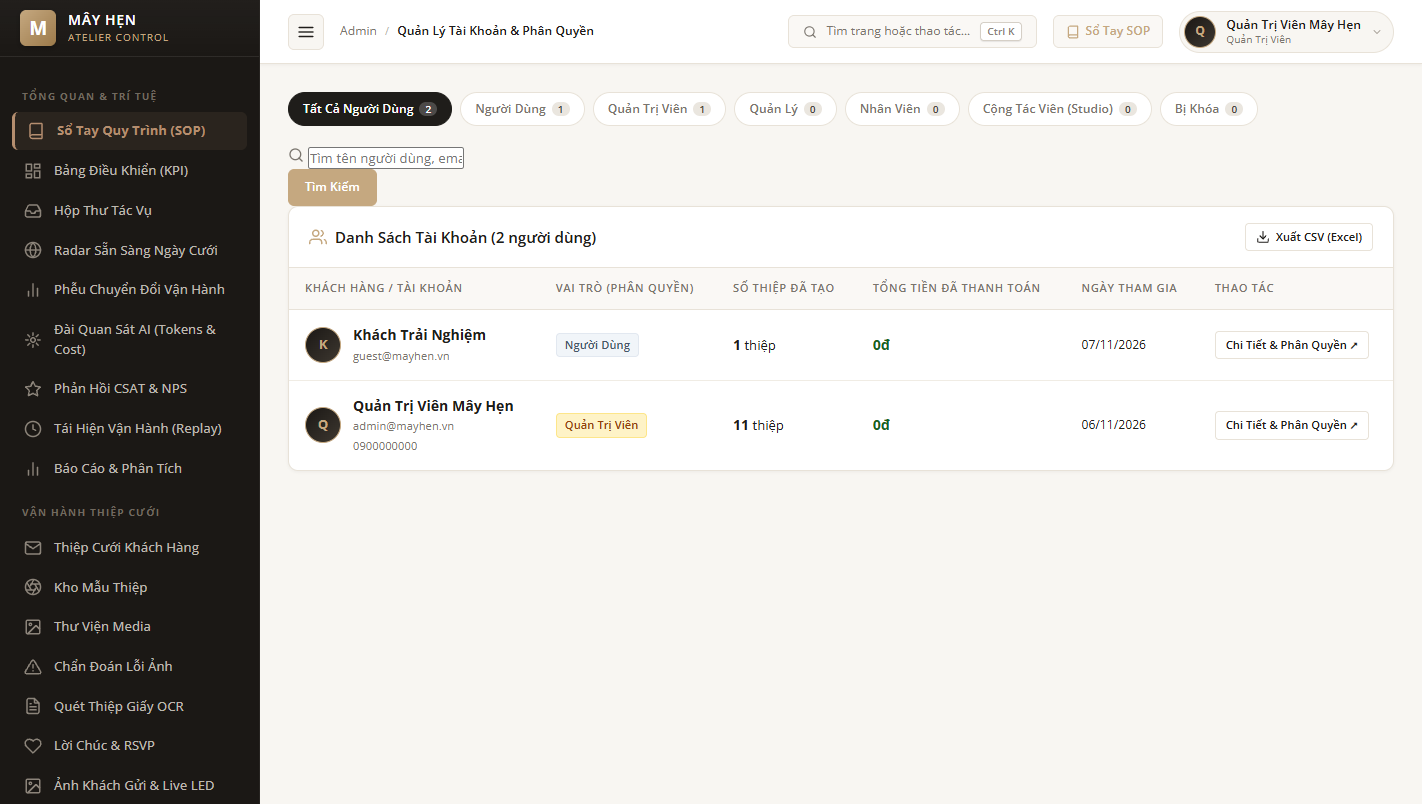 M
MÂY HẸN
ATELIER CONTROL
TỔNG QUAN & TRÍ TUỆ
Sổ Tay Quy Trình (SOP)
Bảng Điều Khiển (KPI)
Hộp Thư Tác Vụ
Radar Sẵn Sàng Ngày Cưới
Phễu Chuyển Đổi Vận Hành
Đài Quan Sát AI (Tokens &
Cost)
Phản Hồi CSAT & NPS
Tái Hiện Vận Hành (Replay)
Báo Cáo & Phân Tích
VẬN HÀNH THIỆP CƯỚI
Thiệp Cưới Khách Hàng
Kho Mẫu Thiệp
Thư Viện Media
Chẩn Đoán Lỗi Ảnh
Quét Thiệp Giấy OCR
Lời Chúc & RSVP
Ảnh Khách Gửi & Live LED
Admin / Quản Lý Tài Khoản & Phân Quyền
Tìm trang hoặc thao tác... Ctrl K
Sổ Tay SOP
Q
Quản Trị Viên Mây Hẹn
Quản Trị Viên
Tất Cả Người Dùng 2
Người Dùng 1
Quản Trị Viên 1
Quản Lý 0
Nhân Viên 0
Cộng Tác Viên (Studio) 0
Bị Khóa 0
Tìm tên người dùng, ema
Tìm Kiếm
Danh Sách Tài Khoản (2 người dùng)
Xuất CSV (Excel)
KHÁCH HÀNG / TÀI KHOẢN VAI TRÒ (PHÂN QUYỀN) SỐ THIỆP ĐÃ TẠO TỔNG TIỀN ĐÃ THANH TOÁN NGÀY THAM GIA THAO TÁC
K
Khách Trải Nghiệm
guest@mayhen.vn
Người Dùng
1 thiệp
0đ
07/11/2026
Chi Tiết & Phân Quyền ↗
Q
Quản Trị Viên Mây Hẹn
admin@mayhen.vn
0900000000
Quản Trị Viên
11 thiệp
0đ
06/11/2026
Chi Tiết & Phân Quyền ↗